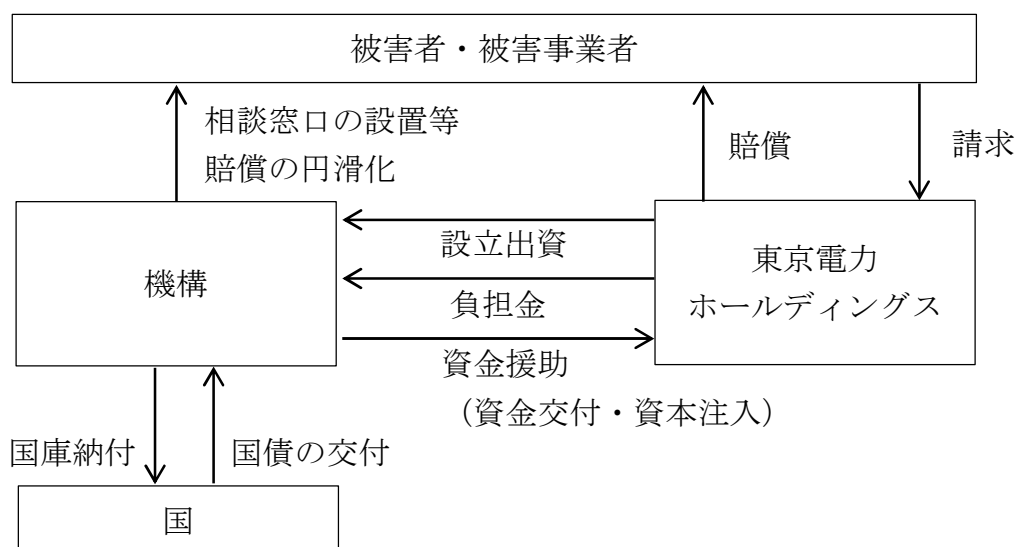 被害者・被害事業者
相談窓口の設置等
賠償の円滑化
賠償
請求
機構
設立出資
負担金
資金援助
（資金交付・資本注入）
東京電力
ホールディングス
国庫納付
国債の交付
国